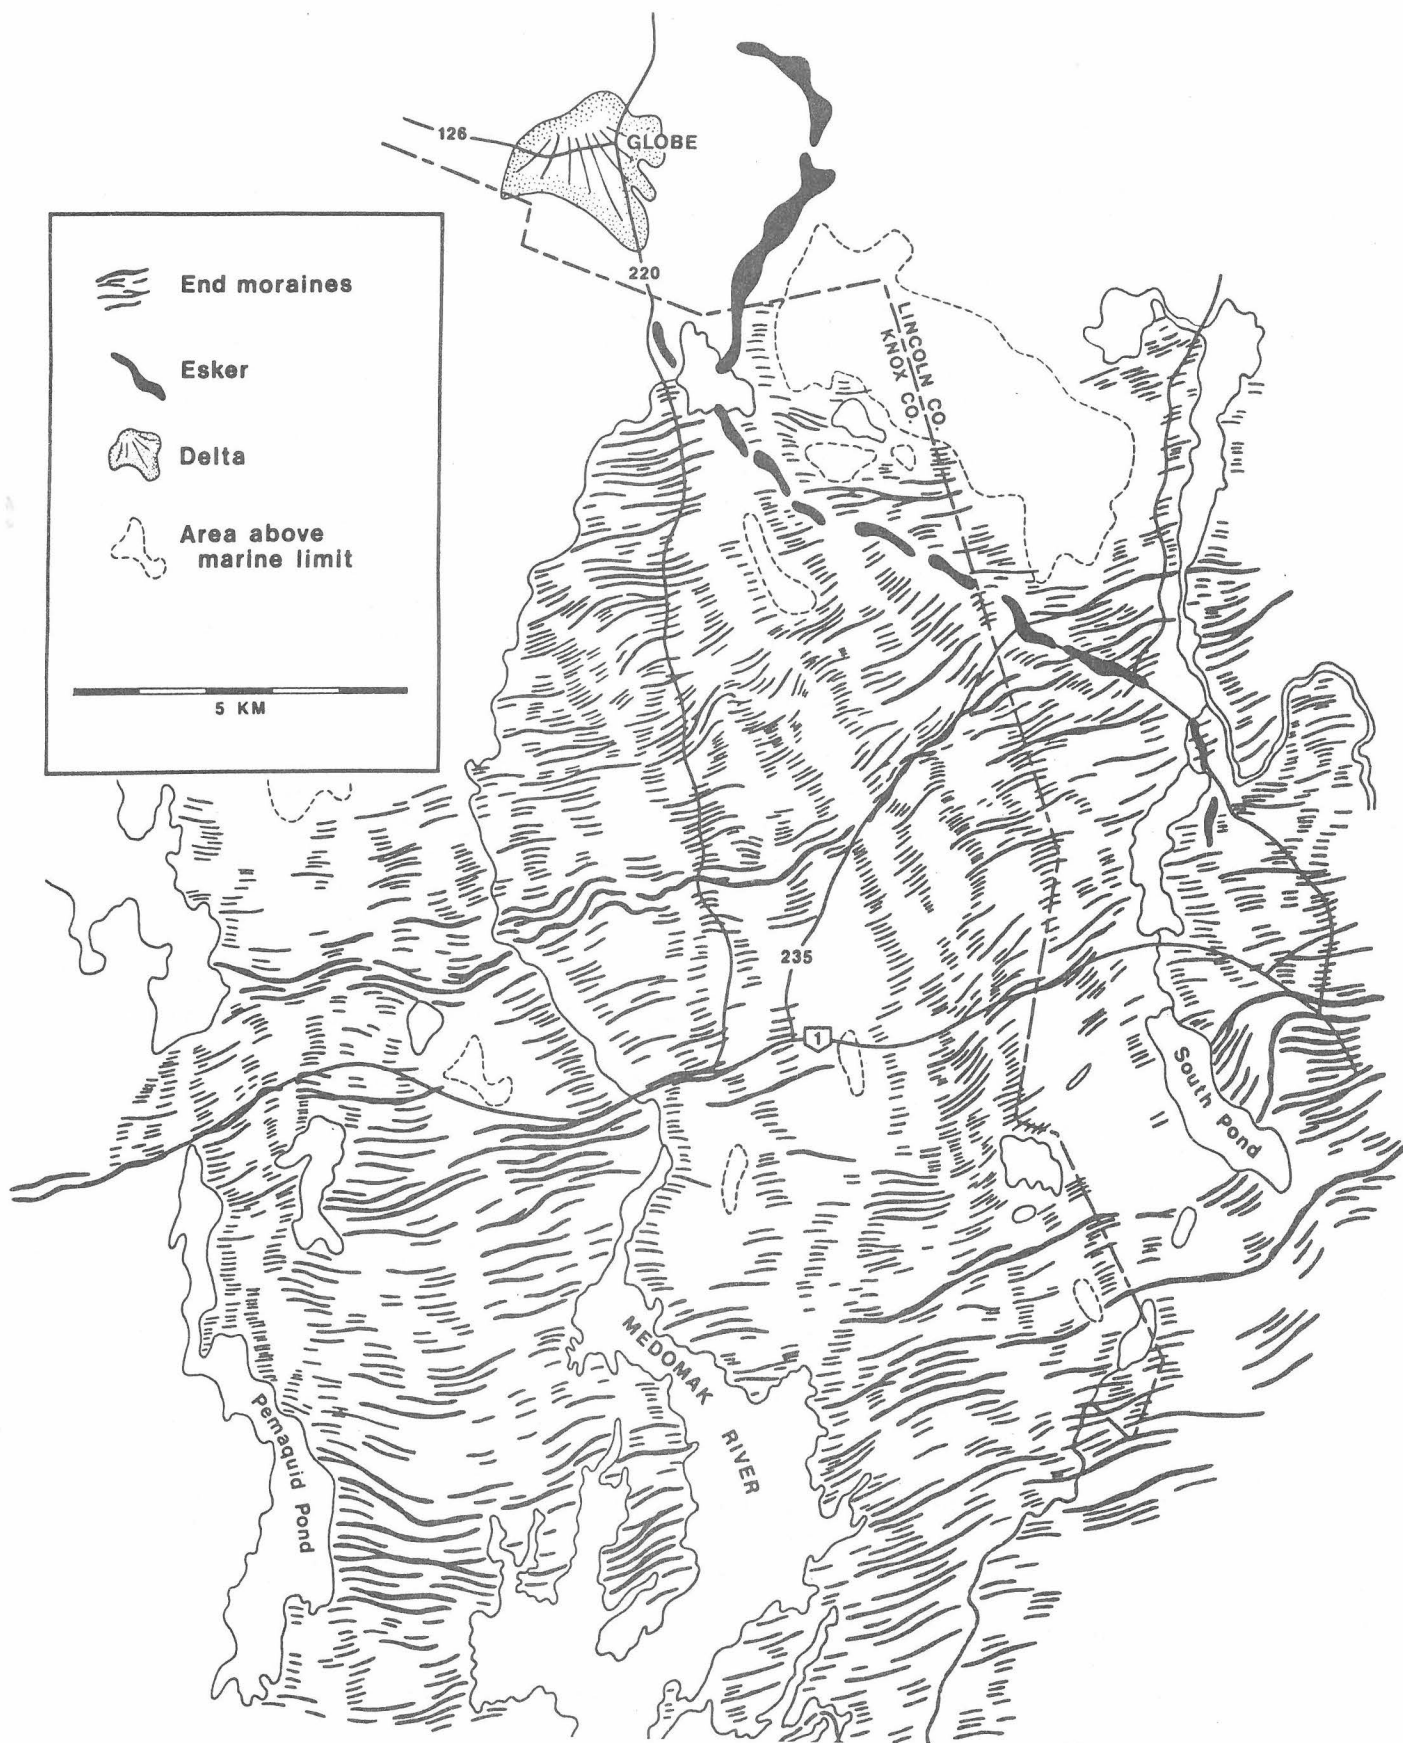 126
GLOBE
220
End moraines
Esker
Delta
Area above
marine limit
5 KM
LINCOLN CO.
KNOX CO.
235
1
South Pond
MEDOMAK
RIVER
Pemaquid Pond